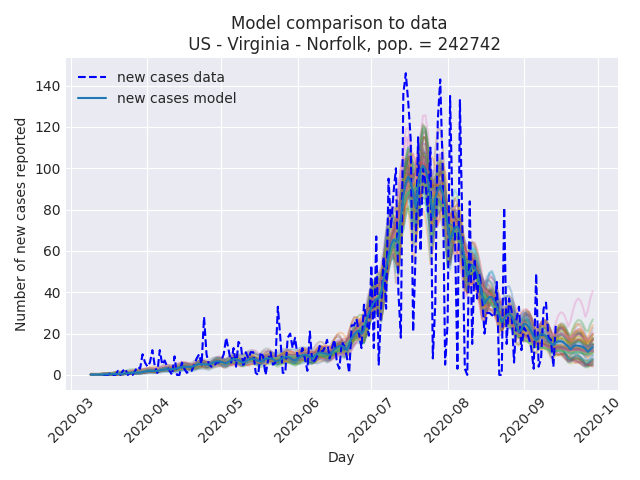 Model comparison to data
US - Virginia - Norfolk, pop. = 242742
new cases data
new cases model
Number of new cases reported
140
120
100
80
60
40
20
0
2020-03
2020-04
2020-05
2020-06
2020-07
2020-08
2020-09
2020-10
Day